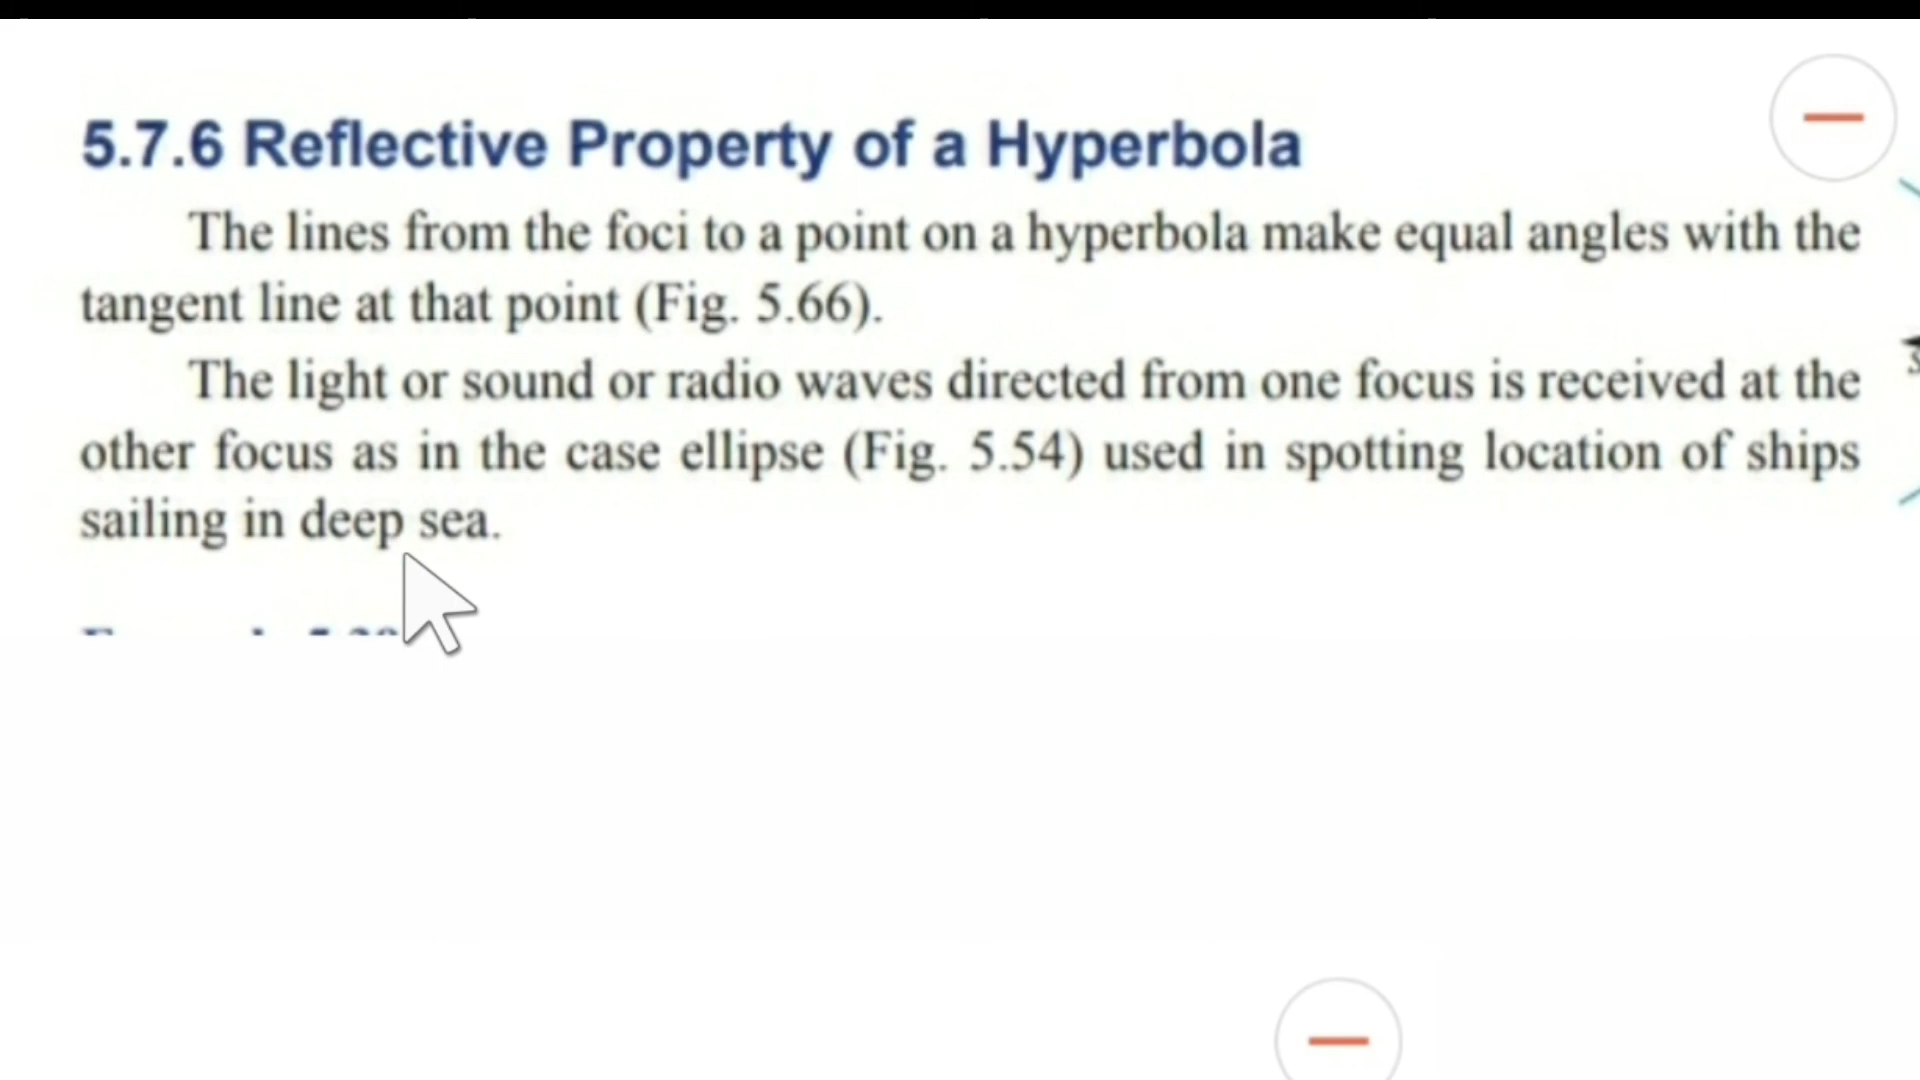 5.7.6 Reflective Property of a Hyperbola
The lines from the foci to a point on a hyperbola make equal angles with the
tangent line at that point (Fig. 5.66).
The light or sound or radio waves directed from one focus is received at the
other focus as in the case ellipse (Fig. 5.54) used in spotting location of ships
sailing in deep sea.